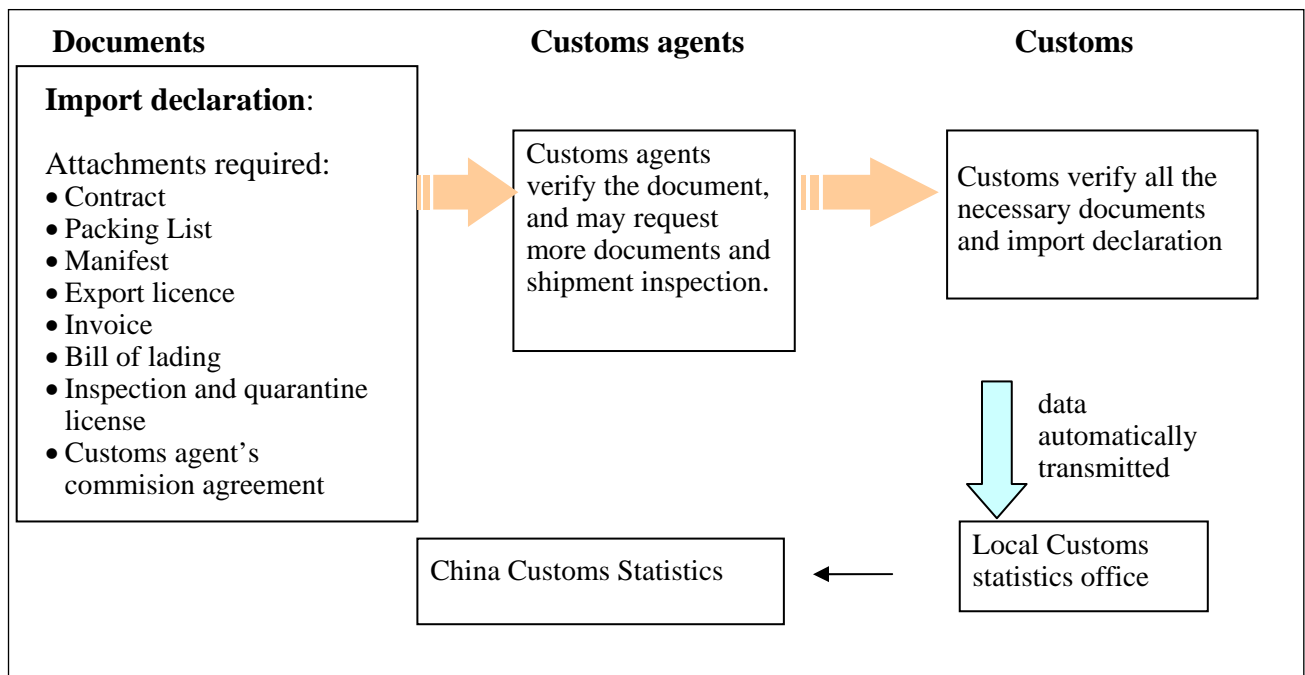 Documents
Customs agents
Customs
Import declaration:
Attachments required:
• Contract
• Packing List
• Manifest
• Export licence
• Invoice
• Bill of lading
• Inspection and quarantine
license
• Customs agent's
commision agreement
Customs agents
verify the document,
and may request
more documents and
shipment inspection.
Customs verify all the
necessary documents
and import declaration
data
automatically
transmitted
Local Customs
statistics office
China Customs Statistics